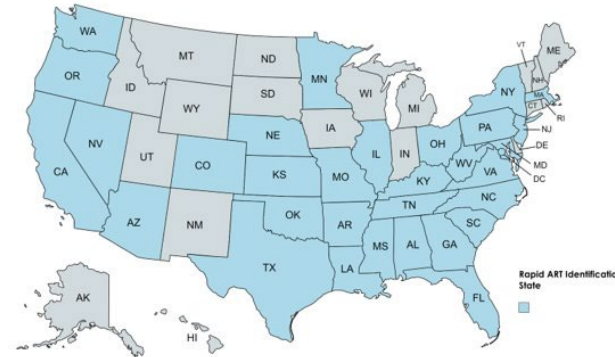 WA
MT
ND
MN
VT
ME
OR
ID
SD
WI
MI
NY
NH
MA
CT
RI
WY
IA
PA
NJ
NV
NE
IL
IN
OH
DE
UT
CO
WV
MD
CA
KS
MO
KY
VA
DC
NC
TN
AZ
NM
OK
AR
SC
MS
AL
GA
TX
LA
FL
AK
HI
Rapid ART Identificatio
State